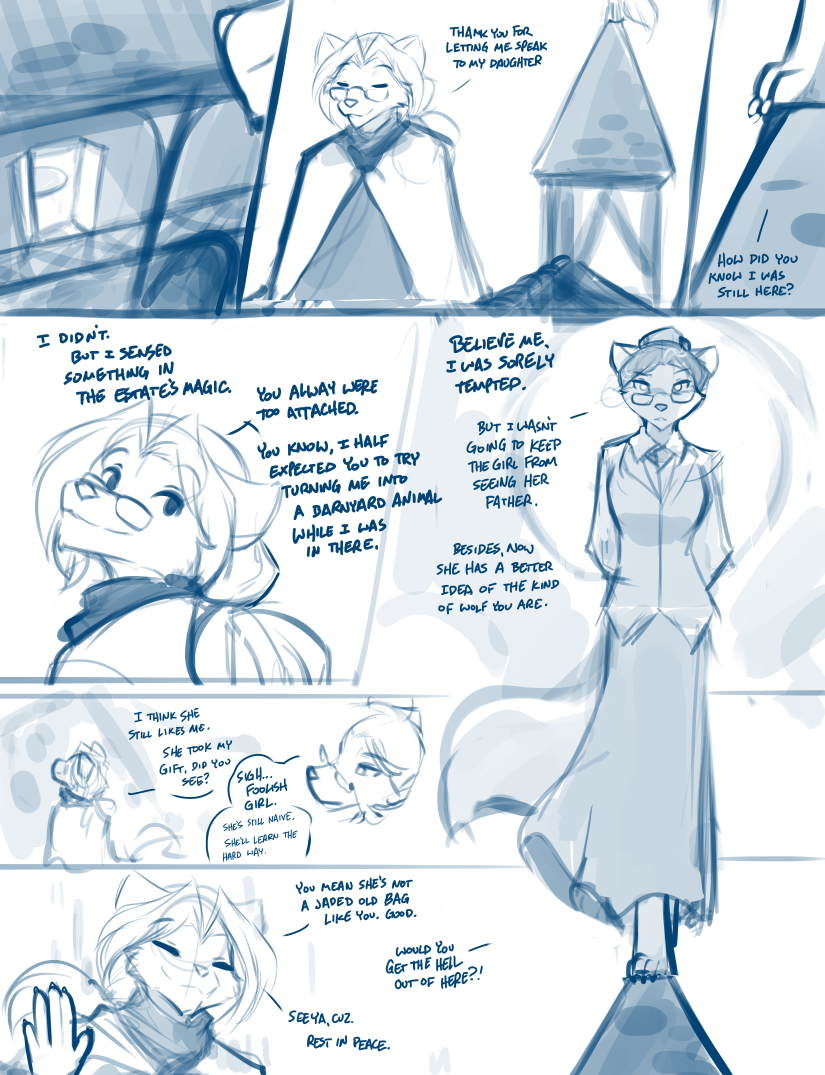 THANK YOU FOR
LETTING ME SPEAK
TO MY DAUGHTER
HOW DID YOU
KNOW I WAS
STILL HERE?
I DIDN'T.
BUT I SENSED
SOMETHING IN
THE ESTATE'S MAGIC.
YOU ALWAY WERE
TOO ATTACHED.
YOU KNOW, I HALF
EXPECTED YOU TO TRY
TURNING ME INTO
A BARNYARD ANIMAL
WHILE I WAS
IN THERE.
BELIEVE ME.
I WAS SORELY
TEMPTED.
BUT I WASN'T
GOING TO KEEP
THE GIRL FROM
SEEING HER
FATHER.
BESIDES, NOW
SHE HAS A BETTER
IDEA OF THE KIND
OF WOLF YOU ARE.
I THINK SHE
STILL LIKES ME.
SHE TOOK MY
GIFT, DID YOU
SEE?
SIGH...
FOOLISH
GIRL.
SHE'S STILL NAIVE.
SHE'LL LEARN THE
HARD WAY.
YOU MEAN SHE'S NOT
A JADED OLD BAG
LIKE YOU. GOOD.
WOULD YOU
GET THE HELL
OUT OF HERE?!
SEEYA, CUZ.
REST IN PEACE.